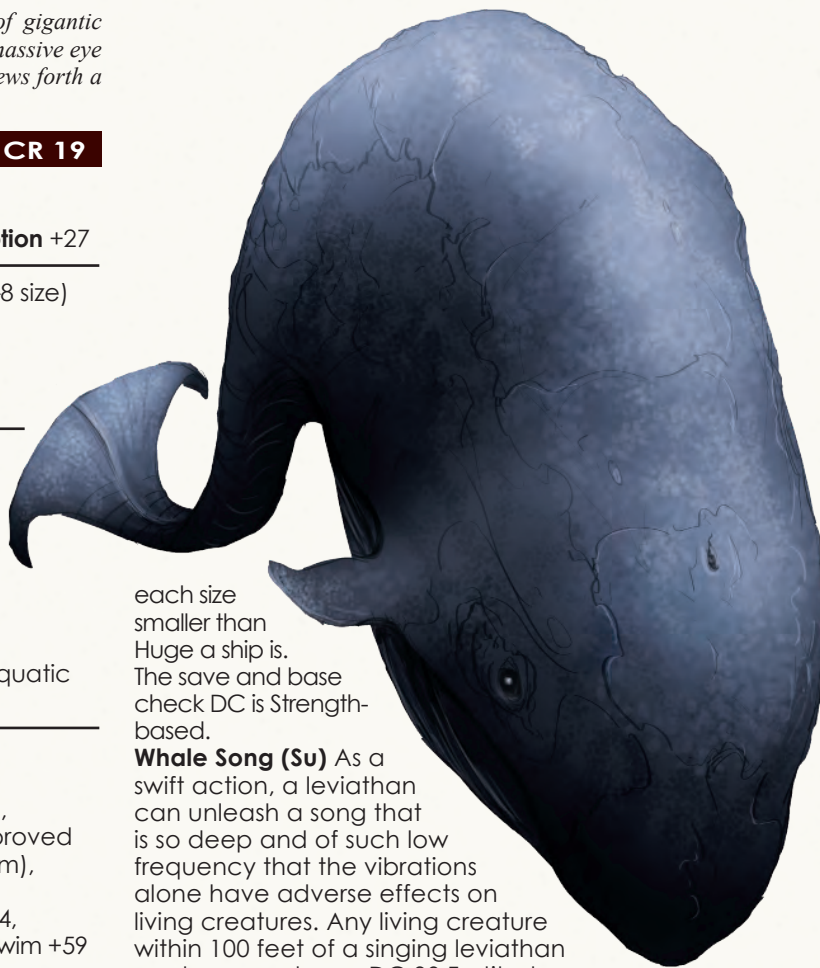 of gigantic
massive eye
ews forth a
CR 19
tion +27
8 size)
quatic
,
proved
m),
4,
wim +59
each size
smaller than
Huge a ship is.
The save and base
check DC is Strength-
based.
Whale Song (Su) As a
swift action, a leviathan
can unleash a song that
is so deep and of such low
frequency that the vibrations
alone have adverse effects on
living creatures. Any living creature
within 100 feet of a singing leviathan